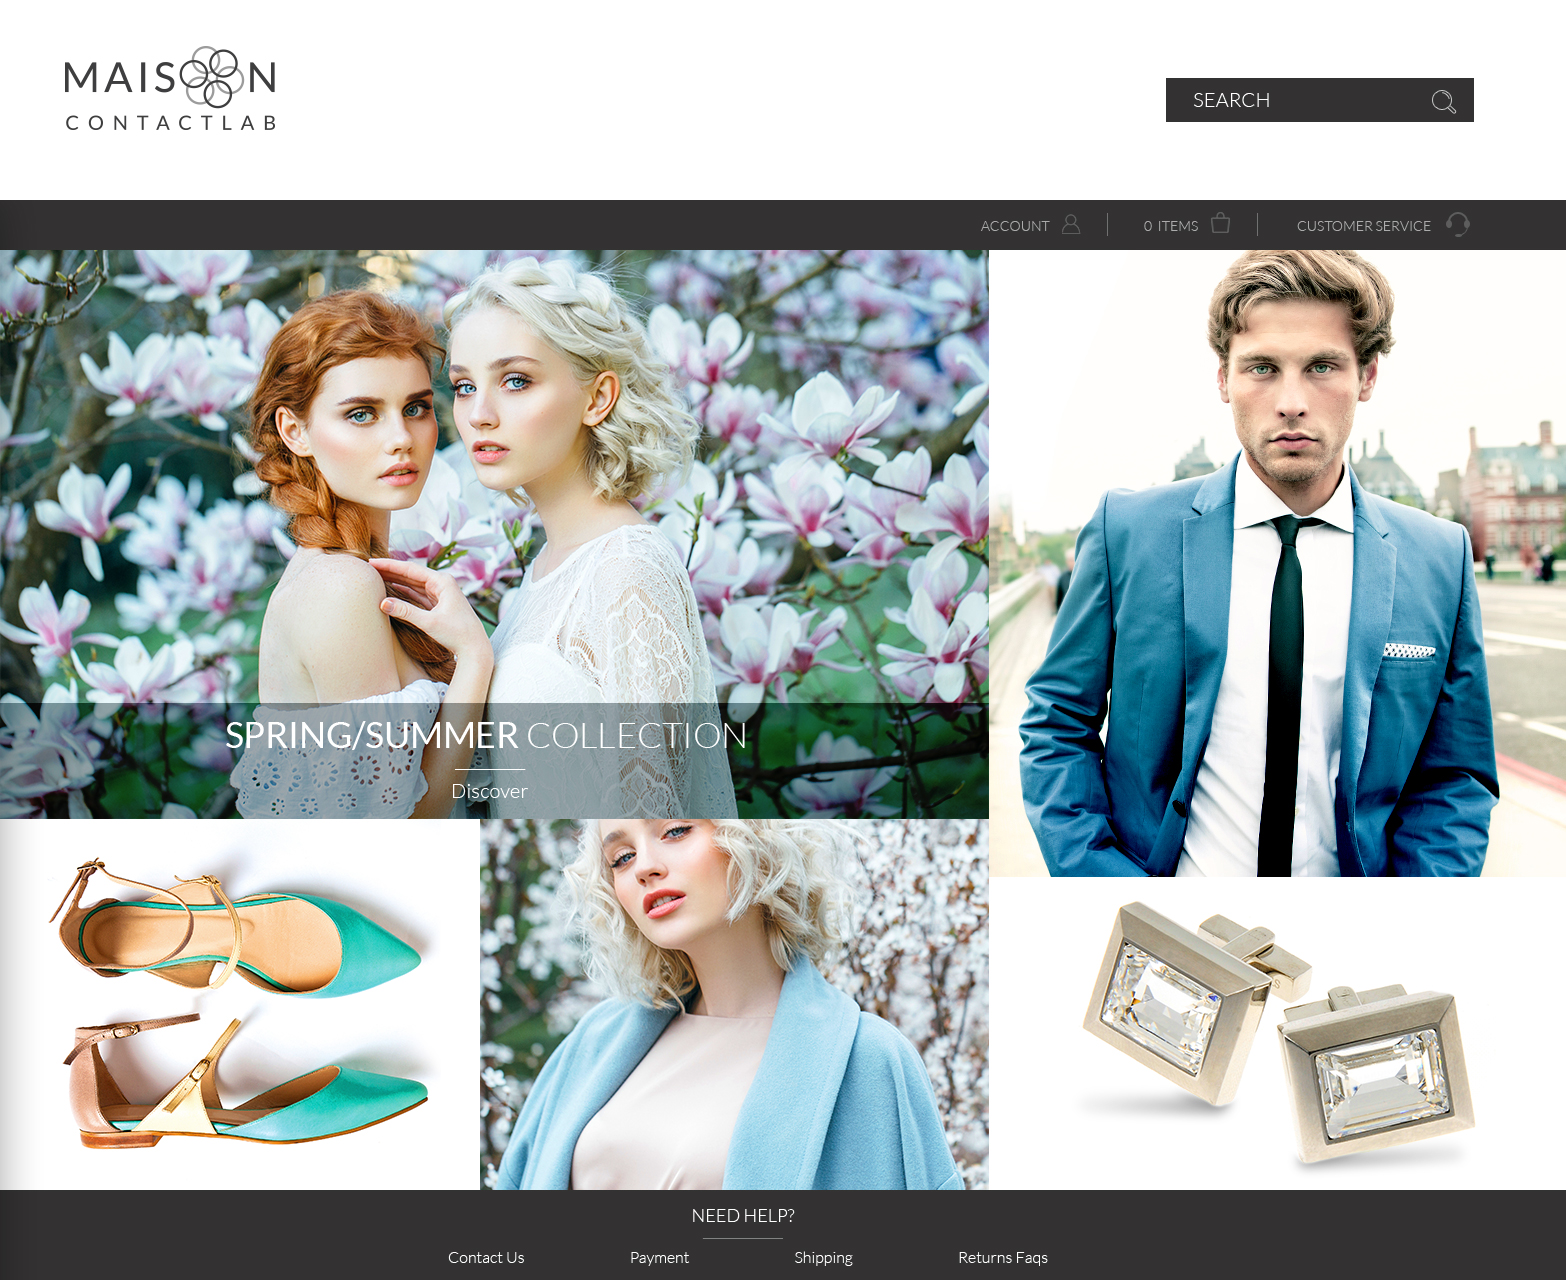 MAISON
CONTACTLAB
SEARCH
ACCOUNT
0 ITEMS
CUSTOMER SERVICE
SPRING/SUMMER COLLECTION
Discover
NEED HELP?
Contact Us
Payment
Shipping
Returns Faqs